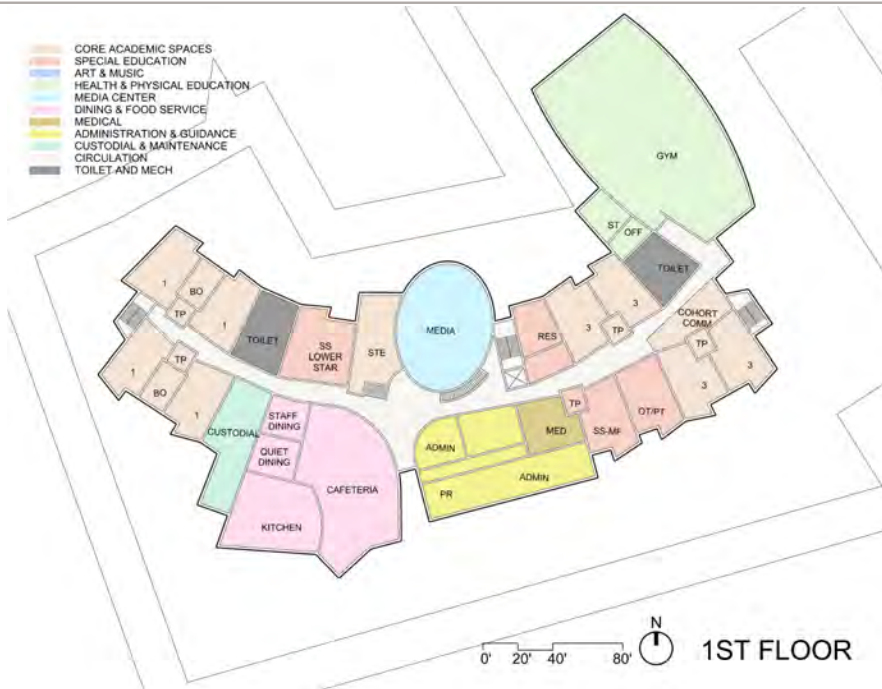 CORE ACADEMIC SPACES
SPECIAL EDUCATION
ART & MUSIC
HEALTH & PHYSICAL EDUCATION
MEDIA CENTER
DINING & FOOD SERVICE
MEDICAL
ADMINISTRATION & GUIDANCE
CUSTODIAL & MAINTENANCE
CIRCULATION
TOILET AND MECH
GYM
ST
OFF
TOILET
1
BO
TP
1
TOILET
SS
LOWER
STAR
STE
MEDIA
RES
3
TP
3
COHORT
COMM
TP
3
3
1
TP
BO
1
CUSTODIAL
STAFF
DINING
QUIET
DINING
CAFETERIA
KITCHEN
ADMIN
MED
TP
SS-MF
OT/PT
PR
ADMIN
0'
20'
40'
80'
N
1ST FLOOR